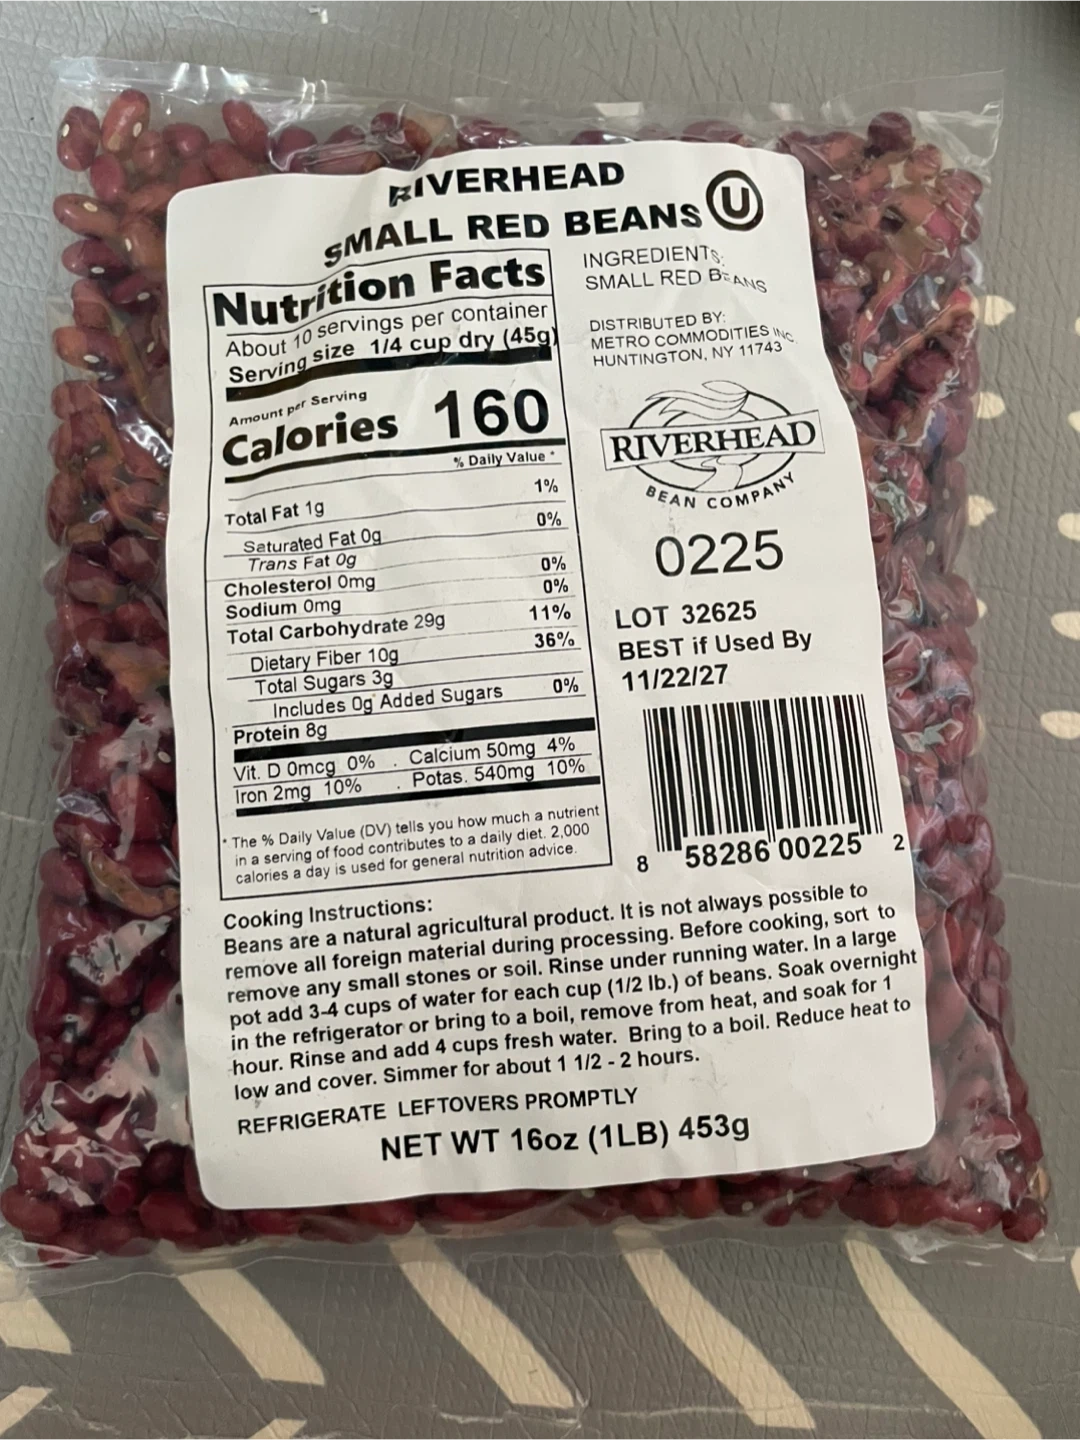 RIVERHEAD
SMALL RED BEANS
U
Nutrition Facts
About 10 servings per container
Serving size 1/4 cup dry (45g)
Amount per Serving
Calories 160
% Daily Value *
Total Fat 1g 1%
Saturated Fat 0g 0%
Trans Fat 0g
Cholesterol 0mg 0%
Sodium 0mg 0%
Total Carbohydrate 29g 11%
Dietary Fiber 10g 36%
Total Sugars 3g
Includes 0g Added Sugars 0%
Protein 8g
Vit. D 0mcg 0% . Calcium 50mg 4%
Iron 2mg 10% . Potas. 540mg 10%
* The % Daily Value (DV) tells you how much a nutrient
in a serving of food contributes to a daily diet. 2,000
calories a day is used for general nutrition advice.
INGREDIENTS:
SMALL RED BEANS
DISTRIBUTED BY:
METRO COMMODITIES INC
HUNTINGTON, NY 11743
RIVERHEAD
BEAN COMPANY
0225
LOT 32625
BEST if Used By
11/22/27
8 58286 00225 2
Cooking Instructions:
Beans are a natural agricultural product. It is not always possible to
remove all foreign material during processing. Before cooking, sort to
remove any small stones or soil. Rinse under running water. In a large
pot add 3-4 cups of water for each cup (1/2 lb.) of beans. Soak overnight
in the refrigerator or bring to a boil, remove from heat, and soak for 1
hour. Rinse and add 4 cups fresh water. Bring to a boil. Reduce heat to
low and cover. Simmer for about 1 1/2 - 2 hours.
REFRIGERATE LEFTOVERS PROMPTLY
NET WT 16oz (1LB) 453g